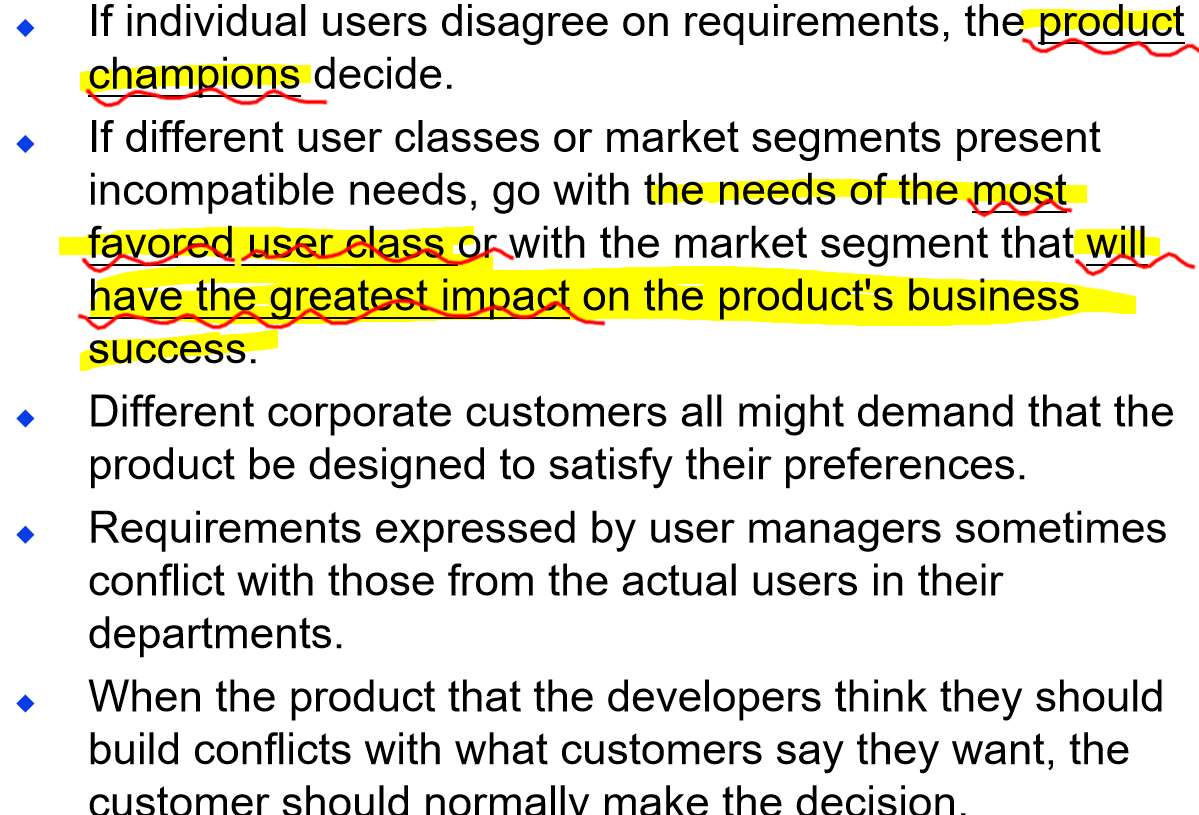 If individual users disagree on requirements, the product
champions decide.
If different user classes or market segments present
incompatible needs, go with the needs of the most
favored user class or with the market segment that will
have the greatest impact on the product's business
success.
Different corporate customers all might demand that the
product be designed to satisfy their preferences.
Requirements expressed by user managers sometimes
conflict with those from the actual users in their
departments.
When the product that the developers think they should
build conflicts with what customers say they want, the
customer should normally make the decision.